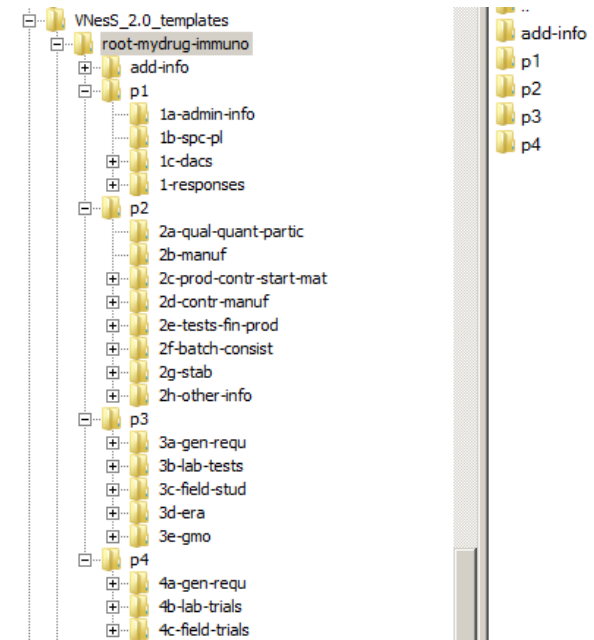 VNesS_2.0_templates
root-mydrug-immuno
add-info
p1
1a-admin-info
1b-spc-pl
1c-dacs
1-responses
p2
2a-qual-quant-partic
2b-manuf
2c-prod-contr-start-mat
2d-contr-manuf
2e-tests-fin-prod
2f-batch-consist
2g-stab
2h-other-info
p3
3a-gen-requ
3b-lab-tests
3c-field-stud
3d-era
3e-gmo
p4
4a-gen-requ
4b-lab-trials
4c-field-trials
..
add-info
p1
p2
p3
p4